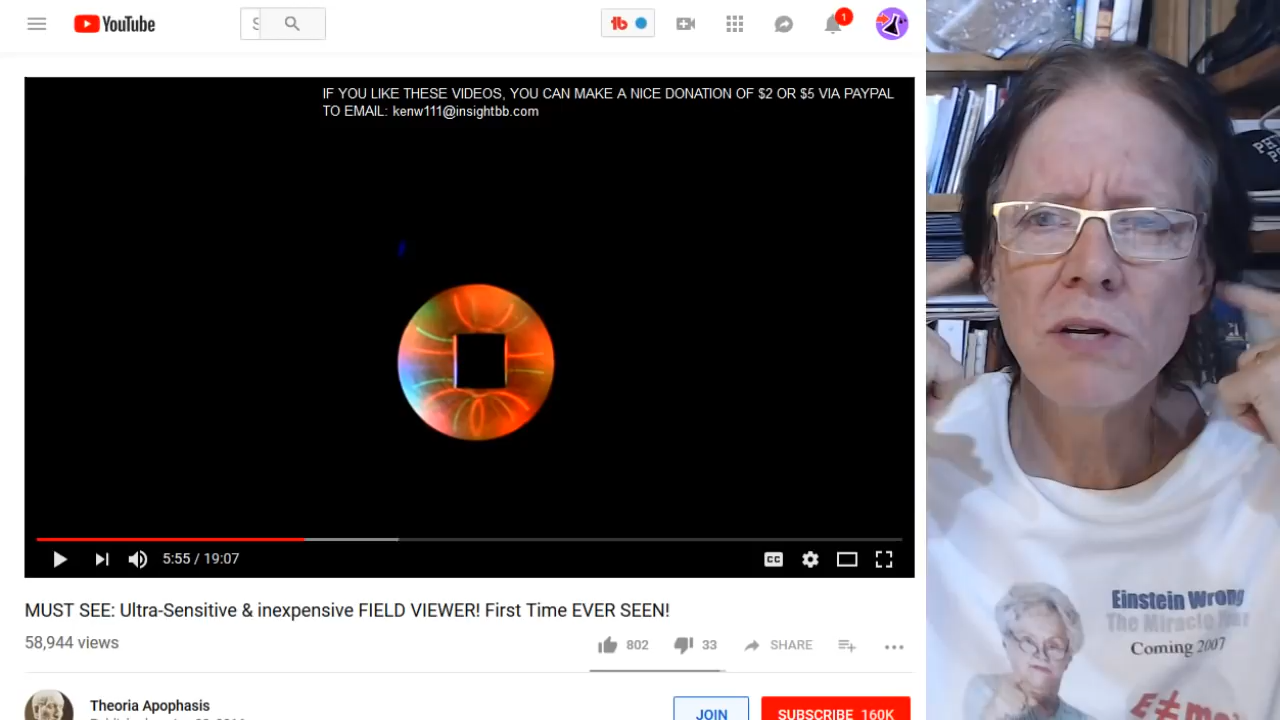 YouTube
S
1
IF YOU LIKE THESE VIDEOS, YOU CAN MAKE A NICE DONATION OF $2 OR $5 VIA PAYPAL
TO EMAIL: kenw111@insightbb.com
5:55 / 19:07
CC
MUST SEE: Ultra-Sensitive & inexpensive FIELD VIEWER! First Time EVER SEEN!
58,944 views
802
33
SHARE
Theoria Apophasis
JOIN
SUBSCRIBE 160K
Einstein Wrong
The Miracle Year
Coming 2007